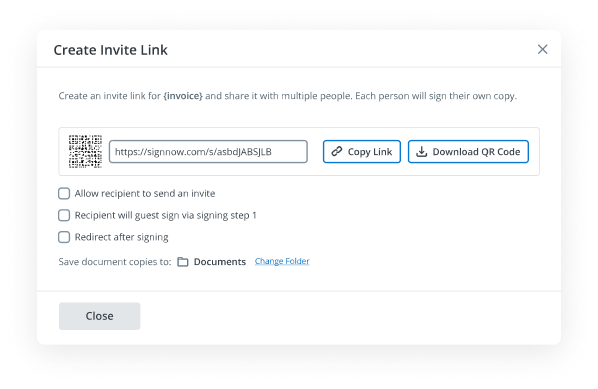 Create Invite Link
Create an invite link for {invoice} and share it with multiple people. Each person will sign their own copy.
https://signnow.com/s/asbdJABSJLB
Copy Link
Download QR Code
Allow recipient to send an invite
Recipient will guest sign via signing step 1
Redirect after signing
Save document copies to: Documents Change Folder
Close